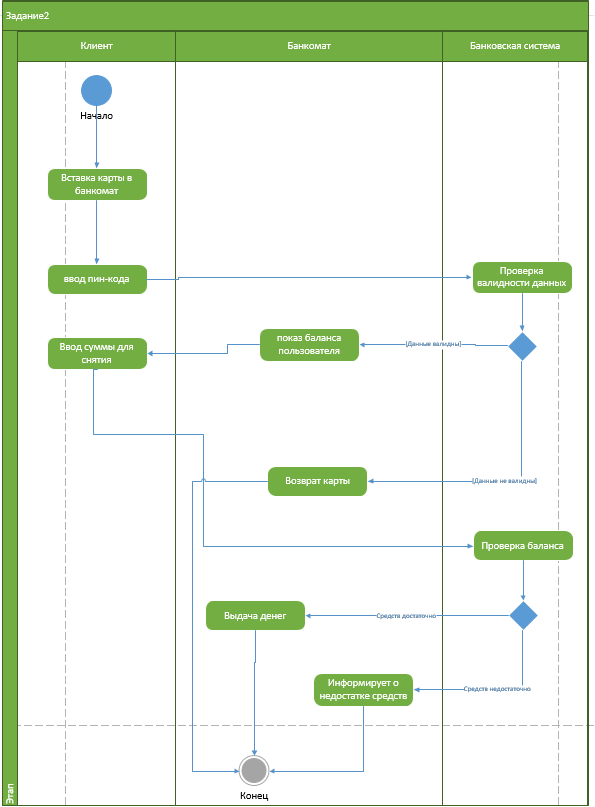 Задание2
Клиент
Банкомат
Банковская система
Начало
Вставка карты в
банкомат
ввод пин-кода
Проверка
валидности данных
Ввод суммы для
снятия
показ баланса
пользователя
[Данные валидны]
Возврат карты
[Данные не валидны]
Проверка баланса
Выдача денег
Средств достаточно
Информирует о
недостатке средств
Средств недостаточно
Конец
Этап